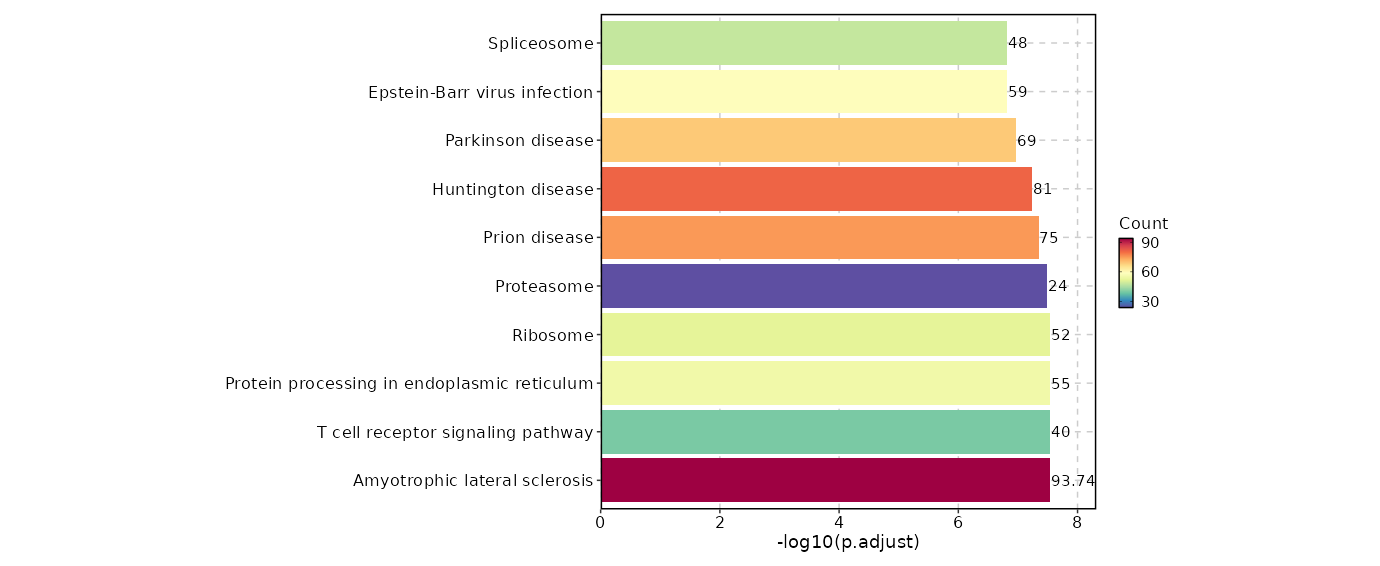 Spliceosome 48
Epstein-Barr virus infection 59
Parkinson disease 69
Huntington disease 81
Prion disease 75
Proteasome 24
Ribosome 52
Protein processing in endoplasmic reticulum 55
T cell receptor signaling pathway 40
Amyotrophic lateral sclerosis 93.74
0 2 4 6 8
-log10(p.adjust)
Count
90
60
30